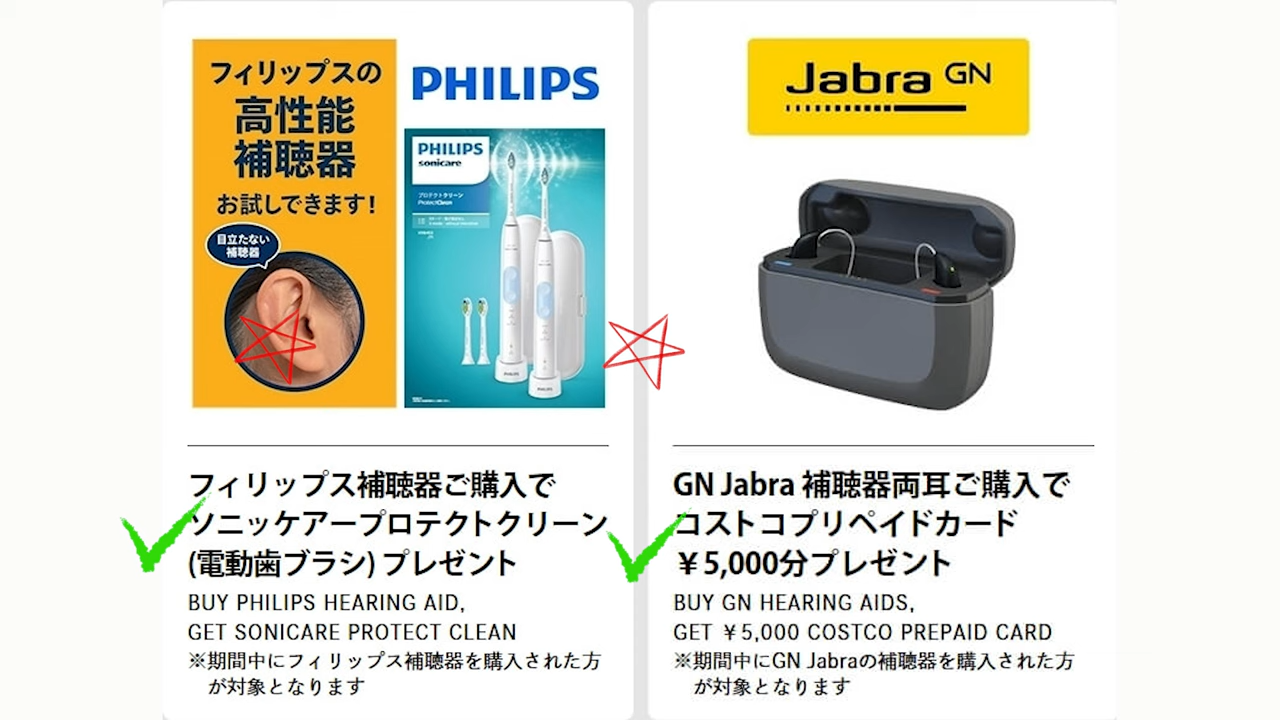 フィリップスの
高性能
補聴器
お試しできます!
目立たない
補聴器
PHILIPS
PHILIPS
sonicare
プロテクトクリーン
ProtectClean
PHILIPS
PHILIPS
フィリップス補聴器ご購入で
ソニッケアープロテクトクリーン
(電動歯ブラシ) プレゼント
BUY PHILIPS HEARING AID,
GET SONICARE PROTECT CLEAN
※期間中にフィリップス補聴器を購入された方
が対象となります
Jabra GN
GN Jabra 補聴器両耳ご購入で
コストコプリペイドカード
¥5,000分プレゼント
BUY GN HEARING AIDS,
GET ¥5,000 COSTCO PREPAID CARD
※期間中にGN Jabraの補聴器を購入された方
が対象となります